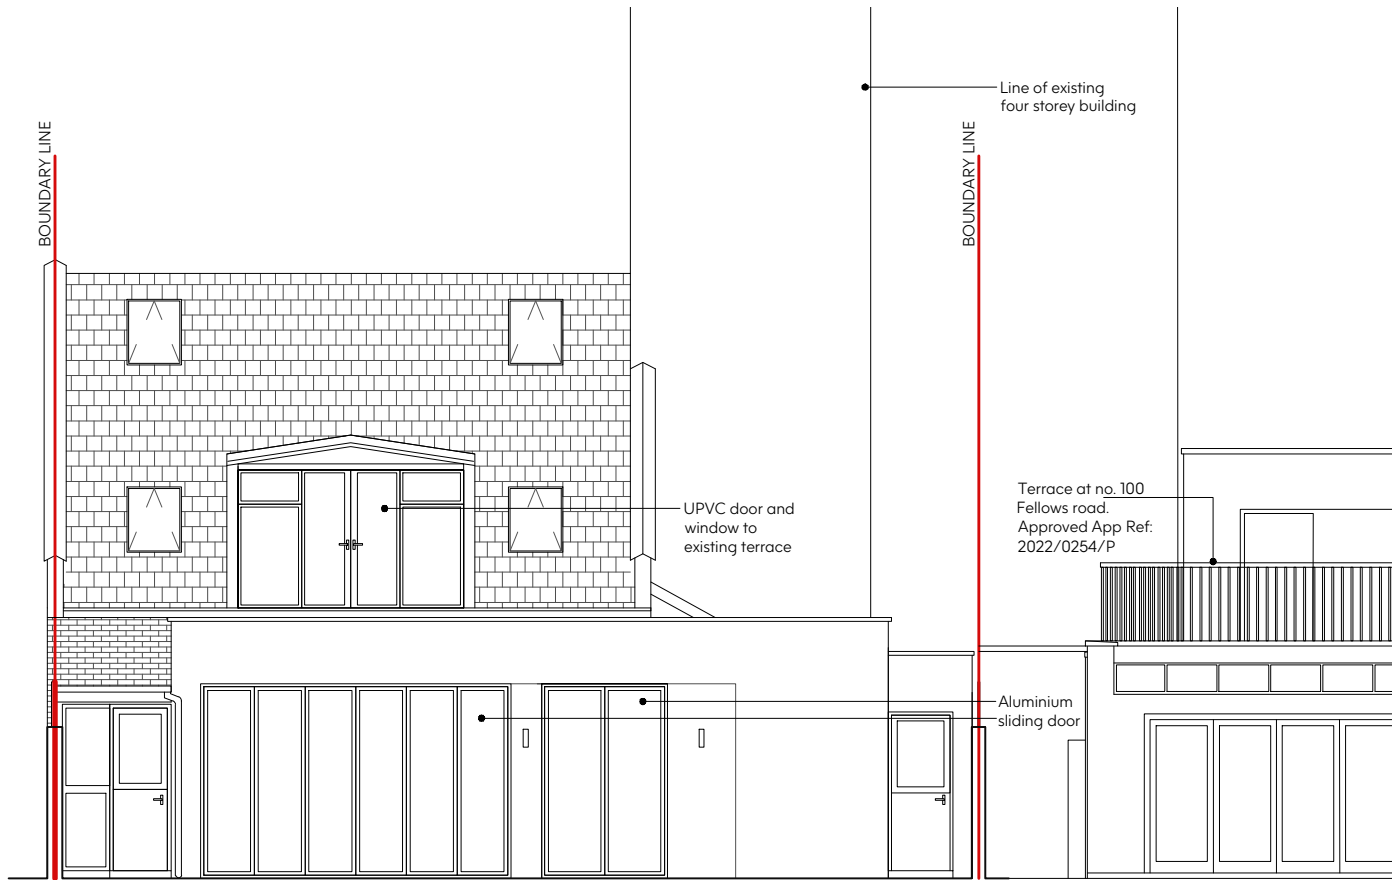 Line of existing
four storey building
BOUNDARY LINE
BOUNDARY LINE
Terrace at no. 100
Fellows road.
Approved App Ref:
2022/0254/P
UPVC door and
window to
existing terrace
Aluminium
sliding door